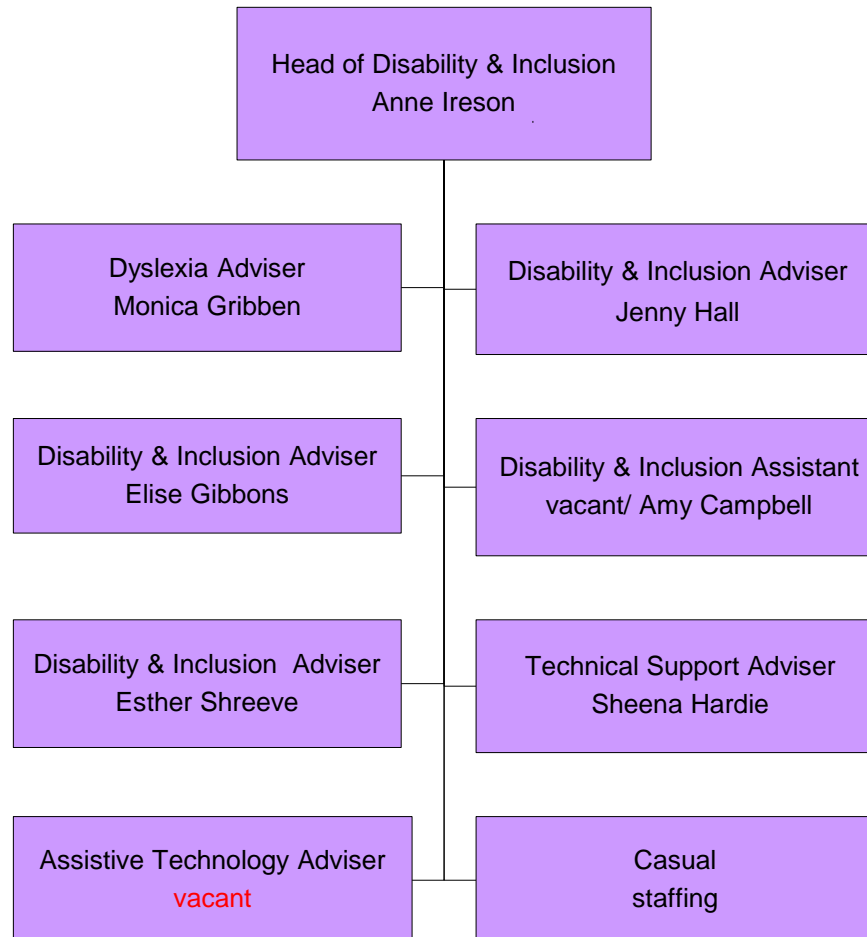 Head of Disability & Inclusion
Anne Ireson
Dyslexia Adviser
Monica Gribben
Disability & Inclusion Adviser
Jenny Hall
Disability & Inclusion Adviser
Elise Gibbons
Disability & Inclusion Assistant
vacant/ Amy Campbell
Disability & Inclusion  Adviser
Esther Shreeve
Technical Support Adviser
Sheena Hardie
Assistive Technology Adviser
vacant
Casual
staffing